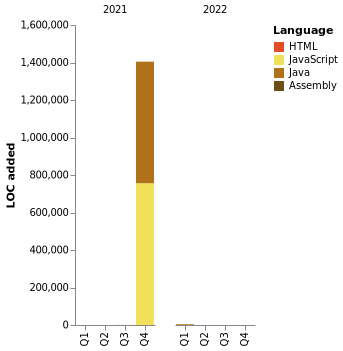 2021
2022
Language
HTML
JavaScript
Java
Assembly
LOC added
1,600,000
1,400,000
1,200,000
1,000,000
800,000
600,000
400,000
200,000
0
Q1
Q2
Q3
Q4
Q1
Q2
Q3
Q4